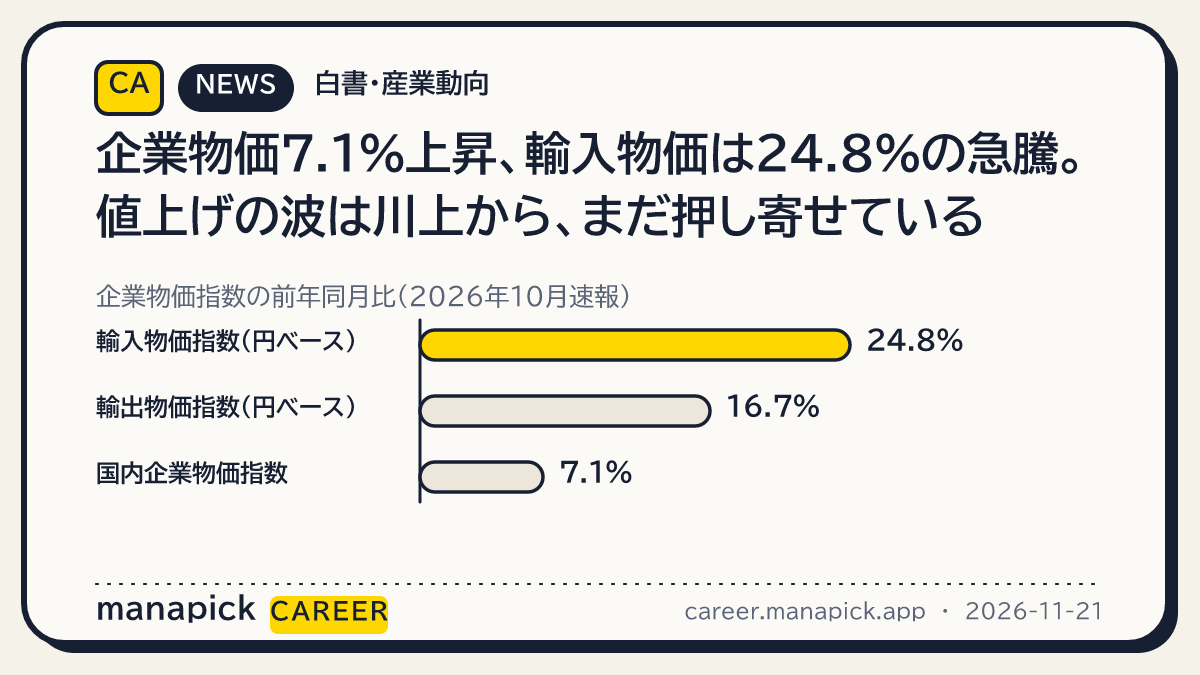 CA NEWS 白書・産業動向
企業物価7.1%上昇、輸入物価は24.8%の急騰。
値上げの波は川上から、まだ押し寄せている
企業物価指数の前年同月比(2026年10月速報)
輸入物価指数(円ベース) 24.8%
輸出物価指数(円ベース) 16.7%
国内企業物価指数 7.1%
manapick CAREER career.manapick.app ・ 2026-11-21